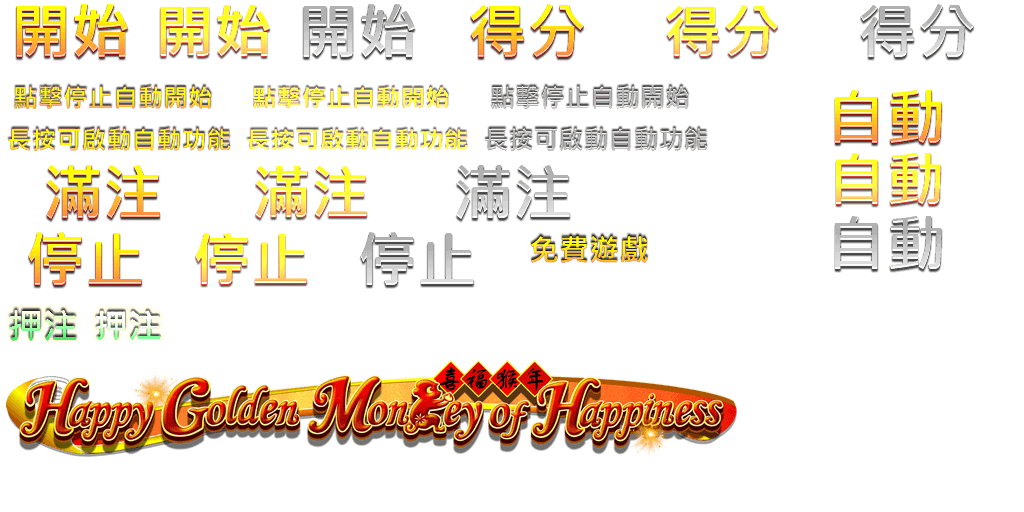 開始 開始 開始 得分 得分 得分
點擊停止自動開始 點擊停止自動開始 點擊停止自動開始
自動
長按可啟動自動功能 長按可啟動自動功能 長按可啟動自動功能
滿注 滿注 滿注
自動
停止 停止 停止 免費遊戲
自動
押注 押注
喜福猴年
Happy Golden Monkey of Happiness